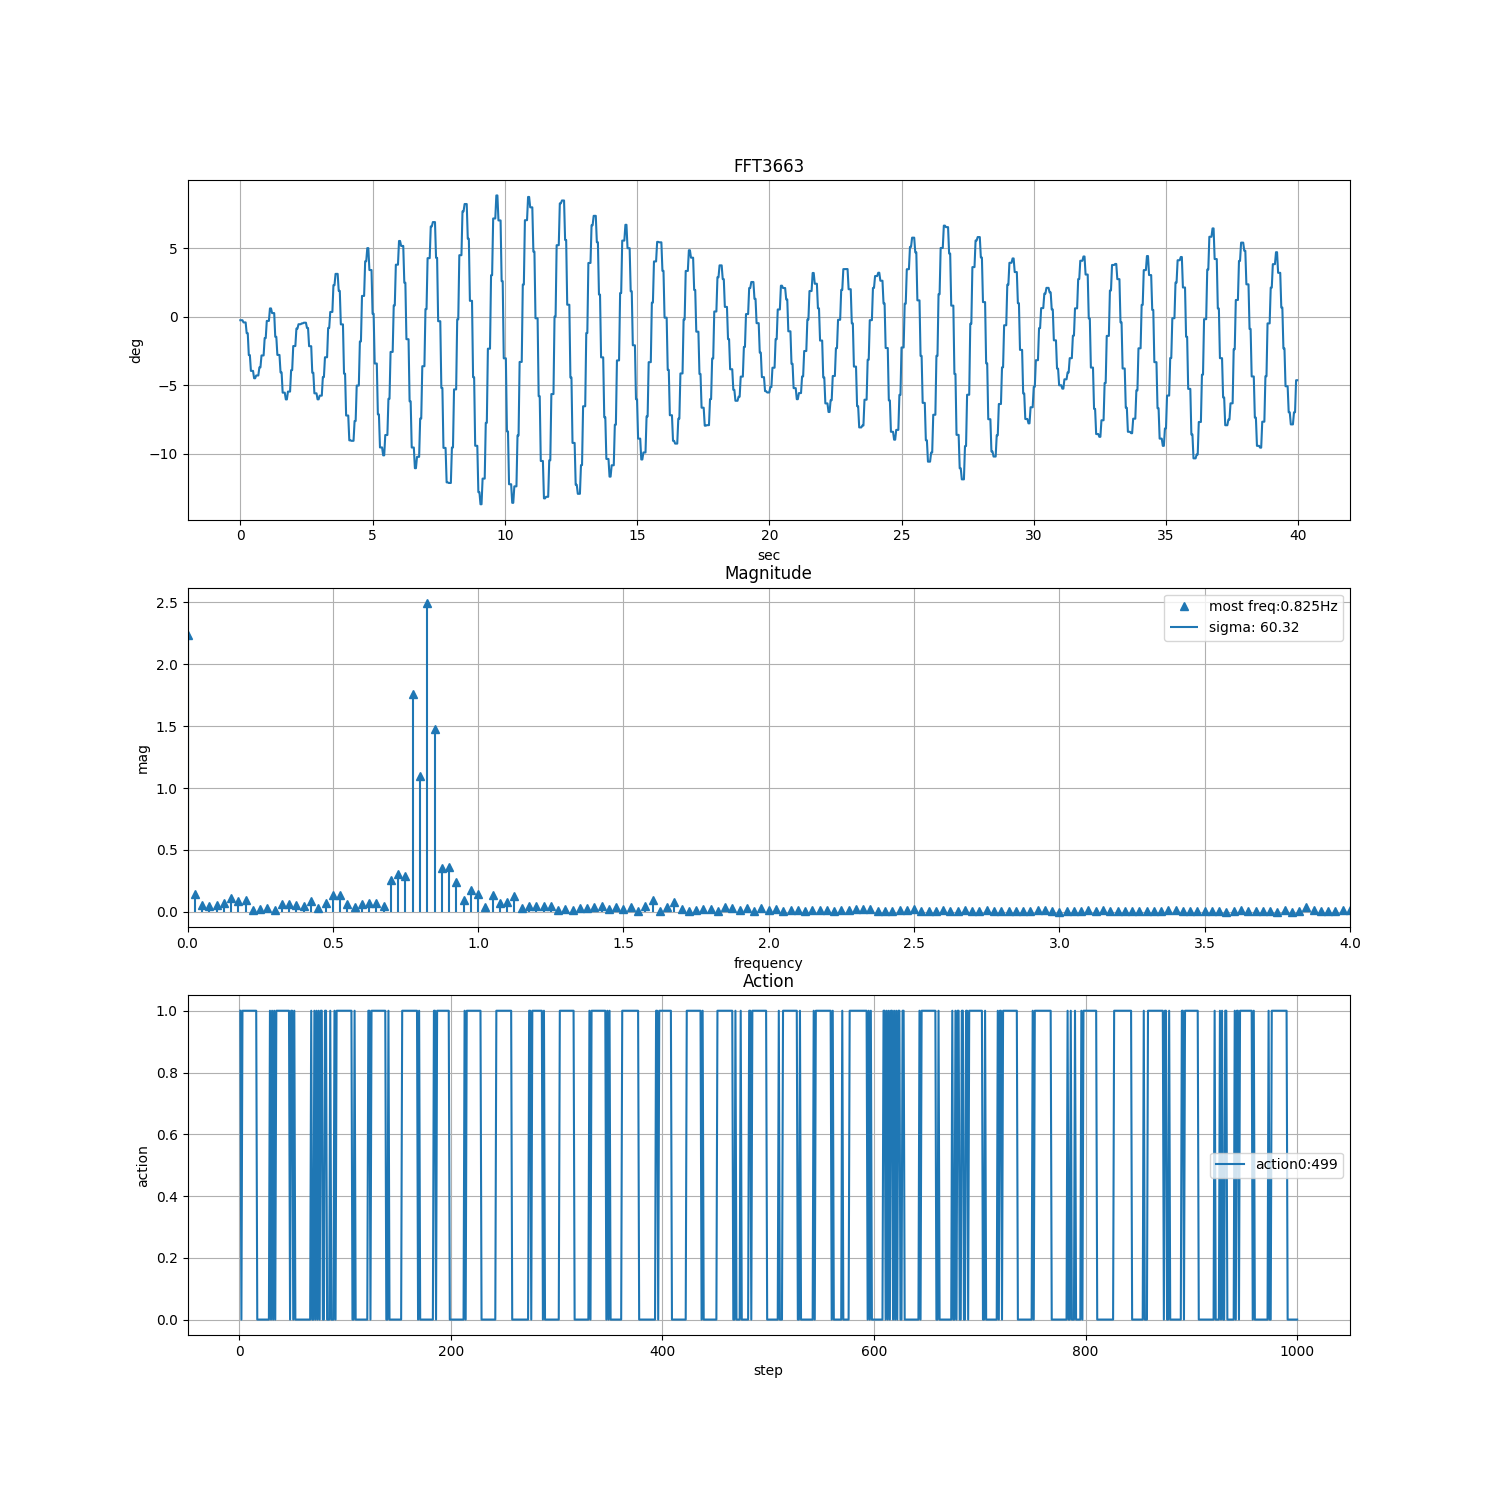 FFT3663
5
0
−5
−10
deg
0 5 10 15 20 25 30 35 40
sec
Magnitude
2.5
2.0
1.5
1.0
0.5
0.0
mag
most freq:0.825Hz
sigma: 60.32
0.0 0.5 1.0 1.5 2.0 2.5 3.0 3.5 4.0
frequency
Action
1.0
0.8
0.6
0.4
0.2
0.0
action
action0:499
0 200 400 600 800 1000
step